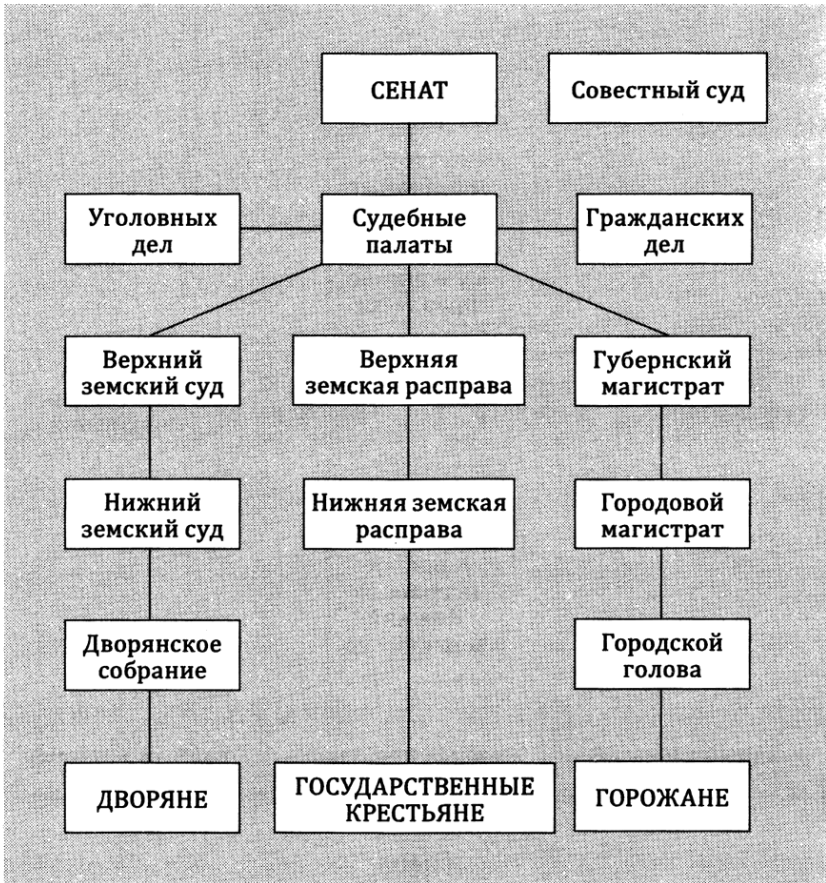 СЕНАТ
Совестный суд
Уголовных
дел
Судебные
палаты
Гражданских
дел
Верхний
земский суд
Верхняя
земская расправа
Губернский
магистрат
Нижний
земский суд
Нижняя земская
расправа
Городовой
магистрат
Дворянское
собрание
Городской
голова
ДВОРЯНЕ
ГОСУДАРСТВЕННЫЕ
КРЕСТЬЯНЕ
ГОРОЖАНЕ